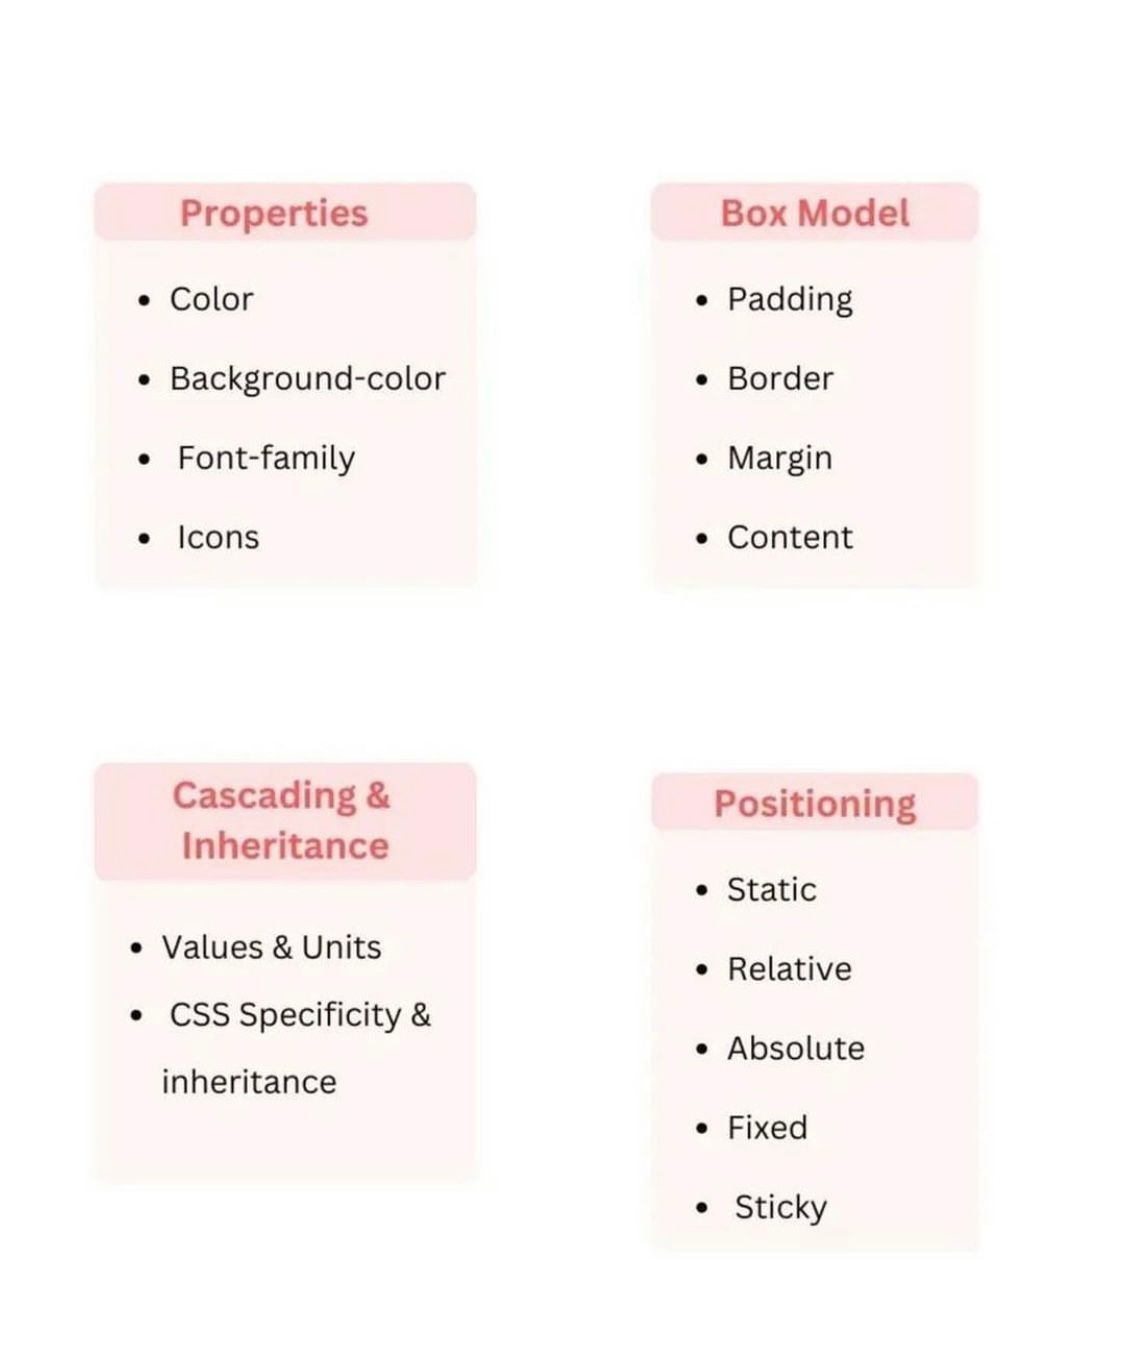 Properties
• Color
• Background-color
• Font-family
• Icons
Box Model
• Padding
• Border
• Margin
• Content
Cascading &
Inheritance
• Values & Units
• CSS Specificity &
inheritance
Positioning
• Static
• Relative
• Absolute
• Fixed
• Sticky